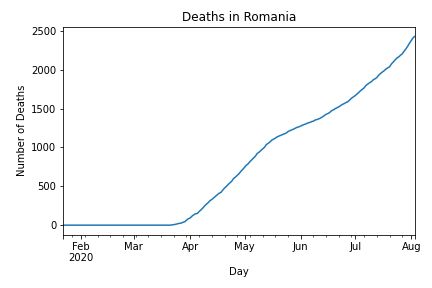 Deaths in Romania
Number of Deaths
2500
2000
1500
1000
500
0
Feb Mar Apr May Jun Jul Aug
2020
Day